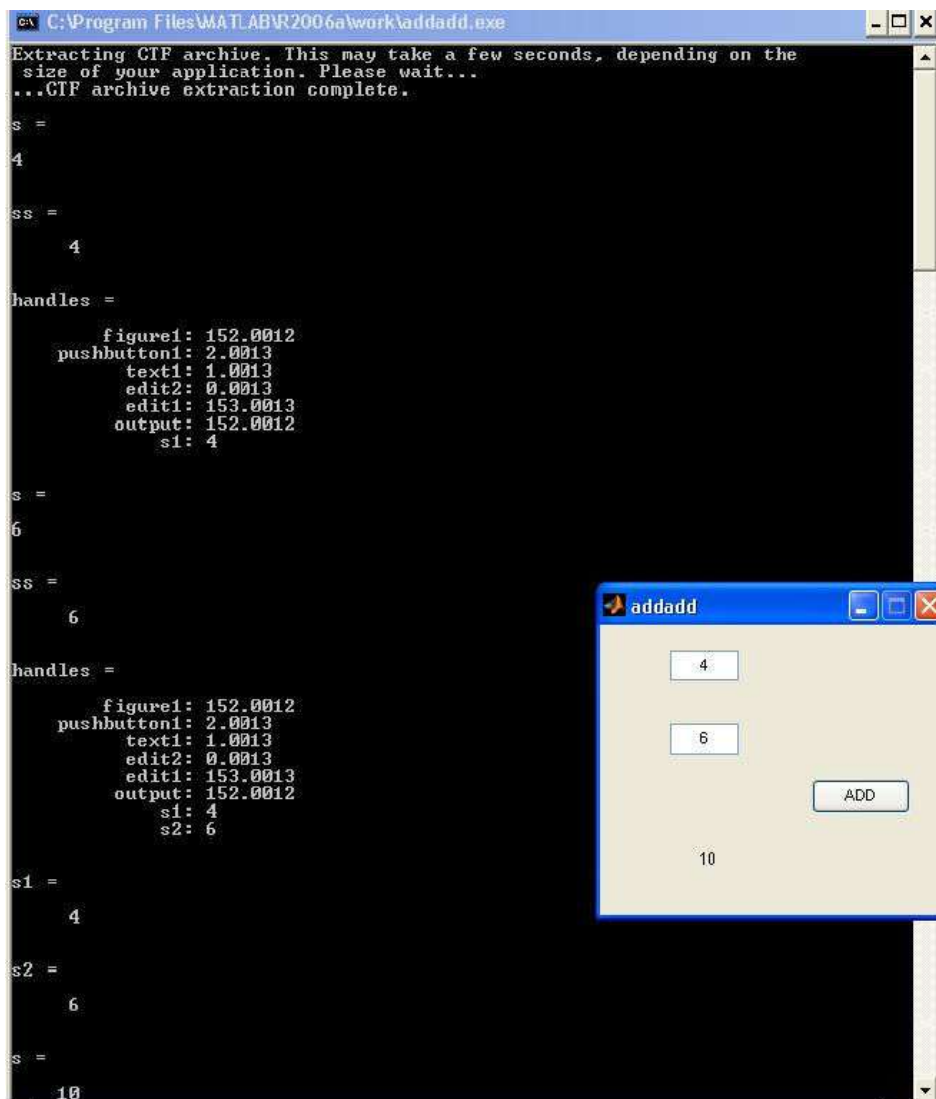 C:\Program Files\MATLAB\R2006a\work\addadd.exe
Extracting CTF archive. This may take a few seconds, depending on the
size of your application. Please wait...
...CTF archive extraction complete.
s =
4
ss =
4
handles =
figure1: 152.0012
pushbutton1: 2.0013
text1: 1.0013
edit2: 0.0013
edit1: 153.0013
output: 152.0012
s1: 4
s =
6
ss =
6
handles =
figure1: 152.0012
pushbutton1: 2.0013
text1: 1.0013
edit2: 0.0013
edit1: 153.0013
output: 152.0012
s1: 4
s2: 6
s1 =
4
s2 =
6
s =
10
addadd
4
6
ADD
10